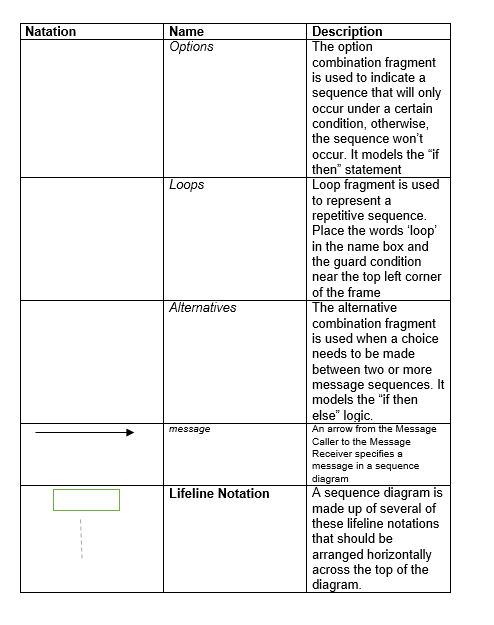 Natation Name Description
Options The option
combination fragment
is used to indicate a
sequence that will only
occur under a certain
condition, otherwise,
the sequence won’t
occur. It models the “if
then” statement
Loops Loop fragment is used
to represent a
repetitive sequence.
Place the words ‘loop’
in the name box and
the guard condition
near the top left corner
of the frame
Alternatives The alternative
combination fragment
is used when a choice
needs to be made
between two or more
message sequences. It
models the “if then
else” logic.
message An arrow from the Message
Caller to the Message
Receiver specifies a
message in a sequence
diagram
Lifeline Notation A sequence diagram is
made up of several of
these lifeline notations
that should be
arranged horizontally
across the top of the
diagram.